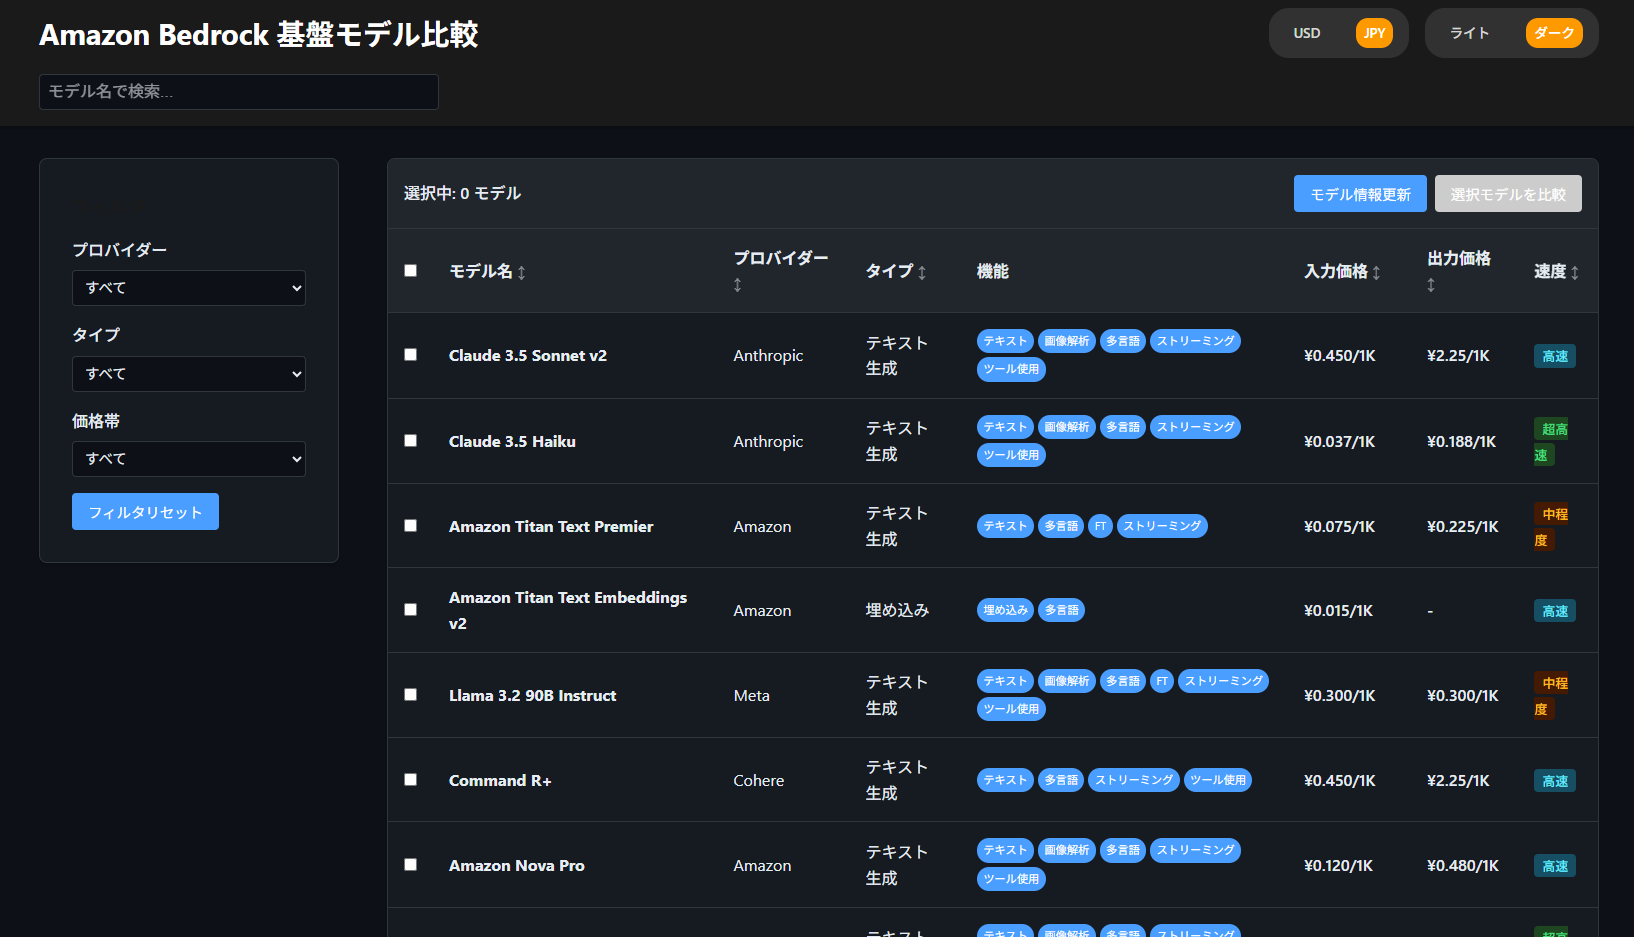 Amazon Bedrock 基盤モデル比較
USD JPY ライト ダーク
モデル名で検索...
プロバイダー
すべて
タイプ
すべて
価格帯
すべて
フィルタリセット
選択中: 0 モデル モデル情報更新 選択モデルを比較
モデル名 ↕ プロバイダー ↕ タイプ ↕ 機能 入力価格 ↕ 出力価格 ↕ 速度 ↕
Claude 3.5 Sonnet v2 Anthropic テキスト生成 テキスト 画像解析 多言語 ストリーミング ツール使用 ¥0.450/1K ¥2.25/1K 高速
Claude 3.5 Haiku Anthropic テキスト生成 テキスト 画像解析 多言語 ストリーミング ツール使用 ¥0.037/1K ¥0.188/1K 超高速
Amazon Titan Text Premier Amazon テキスト生成 テキスト 多言語 FT ストリーミング ¥0.075/1K ¥0.225/1K 中程度
Amazon Titan Text Embeddings v2 Amazon 埋め込み 埋め込み 多言語 ¥0.015/1K - 高速
Llama 3.2 90B Instruct Meta テキスト生成 テキスト 画像解析 多言語 FT ストリーミング ツール使用 ¥0.300/1K ¥0.300/1K 中程度
Command R+ Cohere テキスト生成 テキスト 多言語 ストリーミング ツール使用 ¥0.450/1K ¥2.25/1K 高速
Amazon Nova Pro Amazon テキスト生成 テキスト 画像解析 多言語 ストリーミング ツール使用 ¥0.120/1K ¥0.480/1K 高速
テキスト テキスト 画像解析 多言語 ストリーミング 超高